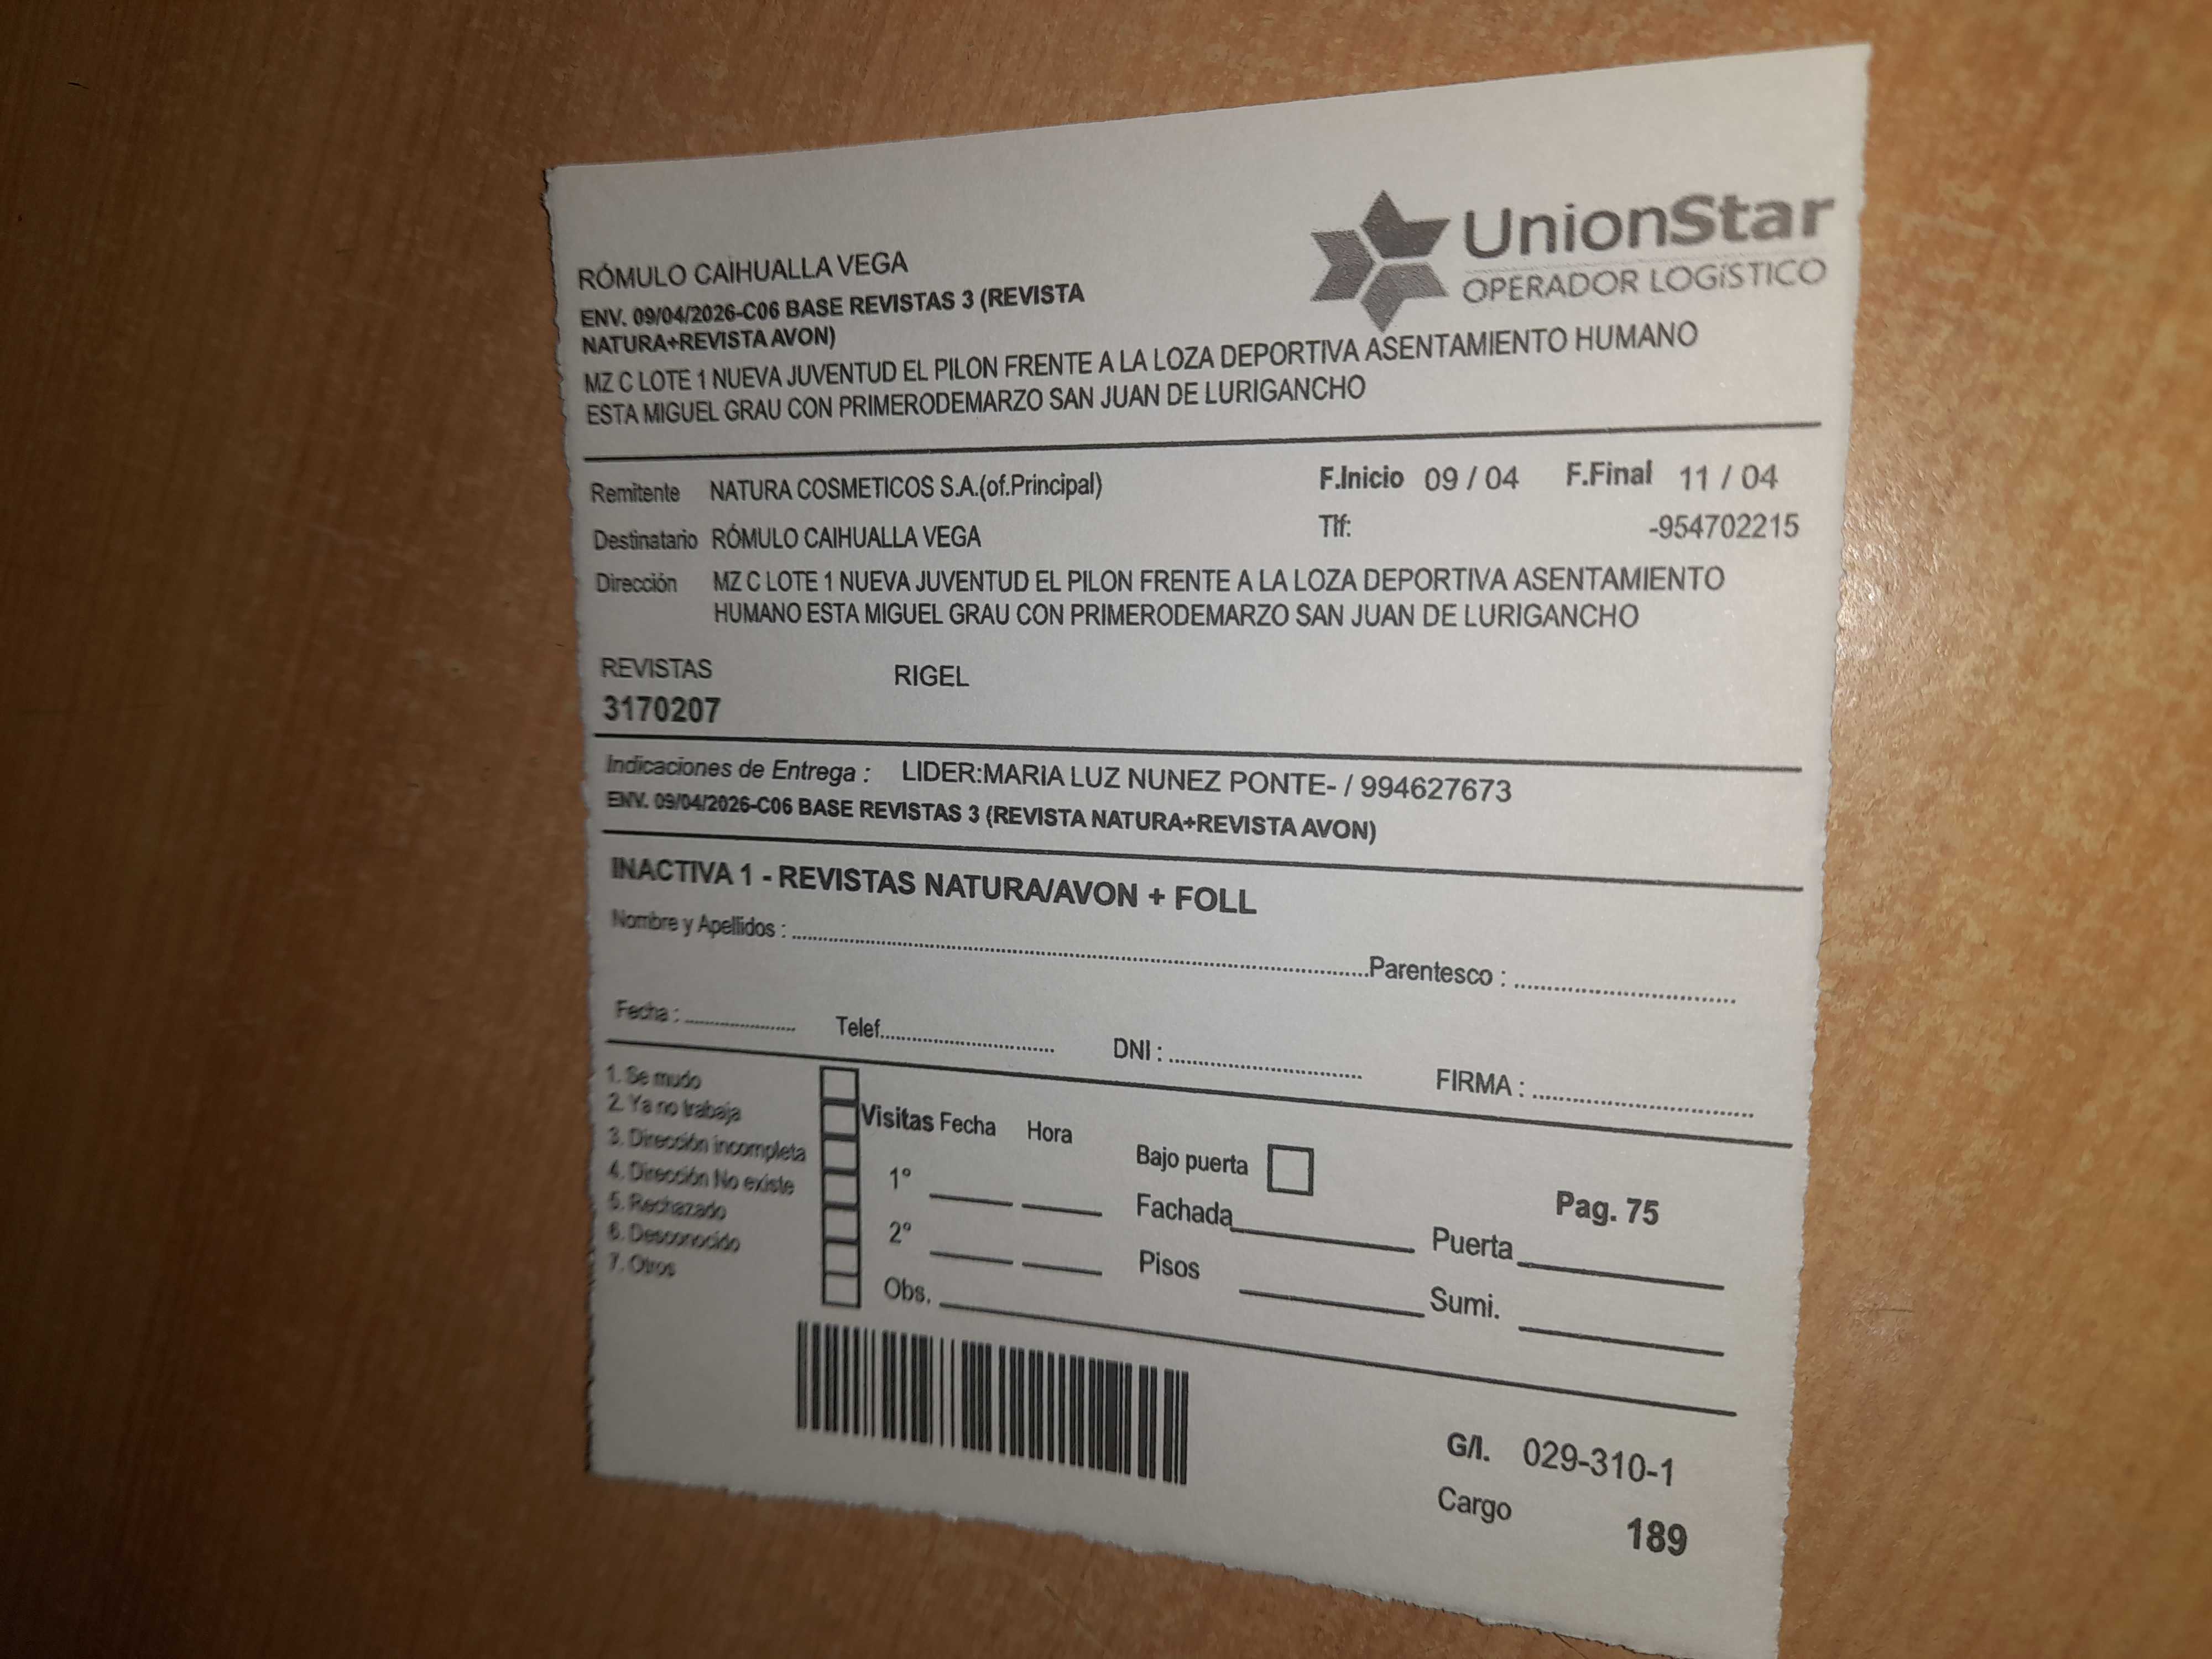 UnionStar
OPERADOR LOGíSTICO
RÓMULO CAIHUALLA VEGA
ENV. 09/04/2026-C06 BASE REVISTAS 3 (REVISTA
NATURA+REVISTA AVON)
MZ C LOTE 1 NUEVA JUVENTUD EL PILON FRENTE A LA LOZA DEPORTIVA ASENTAMIENTO HUMANO
ESTA MIGUEL GRAU CON PRIMERODEMARZO SAN JUAN DE LURIGANCHO
Remitente NATURA COSMETICOS S.A.(of.Principal) F.Inicio 09 / 04 F.Final 11 / 04
Destinatario RÓMULO CAIHUALLA VEGA Tlf: -954702215
Dirección MZ C LOTE 1 NUEVA JUVENTUD EL PILON FRENTE A LA LOZA DEPORTIVA ASENTAMIENTO
HUMANO ESTA MIGUEL GRAU CON PRIMERODEMARZO SAN JUAN DE LURIGANCHO
REVISTAS RIGEL
3170207
Indicaciones de Entrega : LIDER:MARIA LUZ NUNEZ PONTE- / 994627673
ENV. 09/04/2026-C06 BASE REVISTAS 3 (REVISTA NATURA+REVISTA AVON)
INACTIVA 1 - REVISTAS NATURA/AVON + FOLL
Nombre y Apellidos : Parentesco :
Fecha : Telef. DNI : FIRMA :
1. Se mudo
2. Ya no trabaja
3. Dirección incompleta
4. Dirección No existe
5. Rechazado
6. Desconocido
7. Otros
Visitas Fecha Hora
1°
2°
Obs.
Bajo puerta
Fachada
Pisos
Pag. 75
Puerta
Sumi.
G/l. 029-310-1
Cargo 189